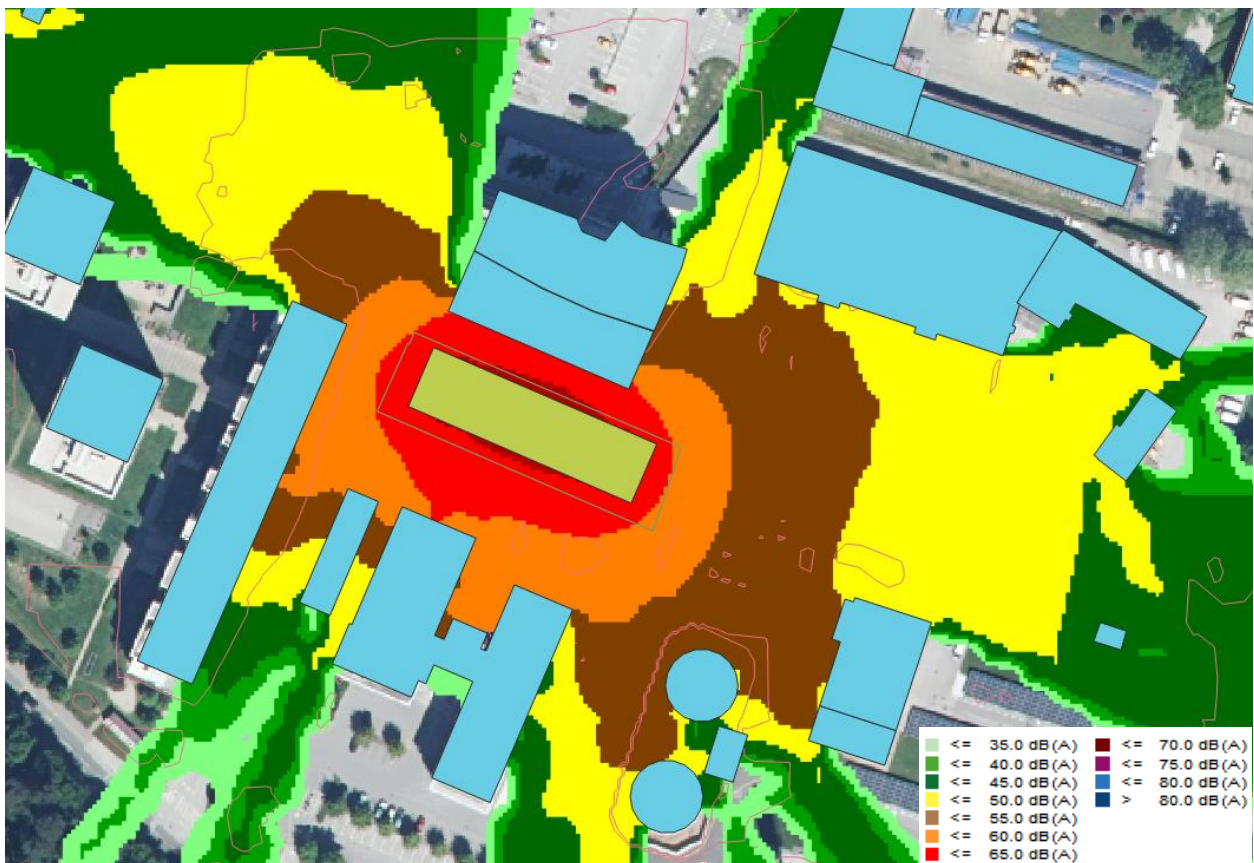 <= 35.0 dB(A)
<= 40.0 dB(A)
<= 45.0 dB(A)
<= 50.0 dB(A)
<= 55.0 dB(A)
<= 60.0 dB(A)
<= 65.0 dB(A)
<= 70.0 dB(A)
<= 75.0 dB(A)
<= 80.0 dB(A)
> 80.0 dB(A)